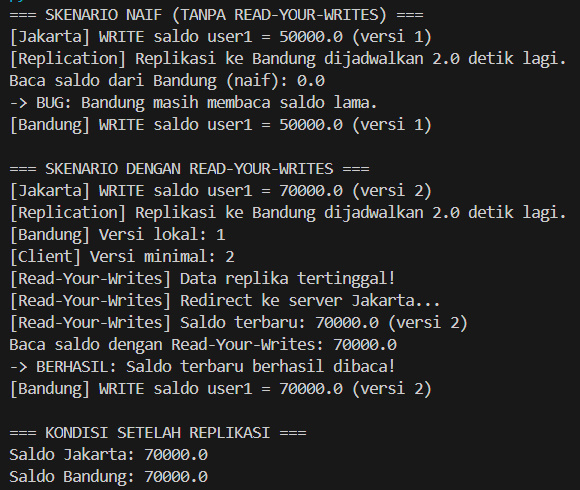 === SKENARIO NAIF (TANPA READ-YOUR-WRITES) ===
[Jakarta] WRITE saldo user1 = 50000.0 (versi 1)
[Replication] Replikasi ke Bandung dijadwalkan 2.0 detik lagi.
Baca saldo dari Bandung (naif): 0.0
-> BUG: Bandung masih membaca saldo lama.
[Bandung] WRITE saldo user1 = 50000.0 (versi 1)

=== SKENARIO DENGAN READ-YOUR-WRITES ===
[Jakarta] WRITE saldo user1 = 70000.0 (versi 2)
[Replication] Replikasi ke Bandung dijadwalkan 2.0 detik lagi.
[Bandung] Versi lokal: 1
[Client] Versi minimal: 2
[Read-Your-Writes] Data replika tertinggal!
[Read-Your-Writes] Redirect ke server Jakarta...
[Read-Your-Writes] Saldo terbaru: 70000.0 (versi 2)
Baca saldo dengan Read-Your-Writes: 70000.0
-> BERHASIL: Saldo terbaru berhasil dibaca!
[Bandung] WRITE saldo user1 = 70000.0 (versi 2)

=== KONDISI SETELAH REPLIKASI ===
Saldo Jakarta: 70000.0
Saldo Bandung: 70000.0